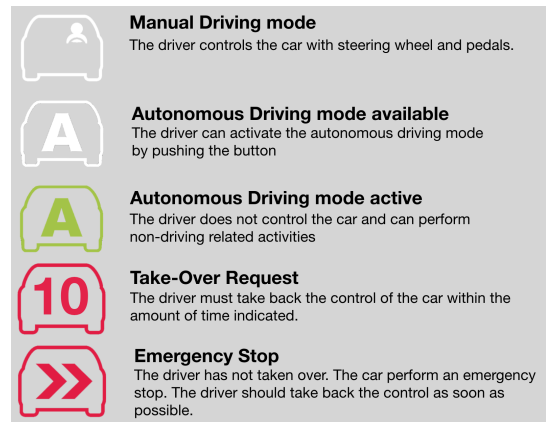 Manual Driving mode
The driver controls the car with steering wheel and pedals.
A
Autonomous Driving mode available
The driver can activate the autonomous driving mode
by pushing the button
A
Autonomous Driving mode active
The driver does not control the car and can perform
non-driving related activities
10
Take-Over Request
The driver must take back the control of the car within the
amount of time indicated.
Emergency Stop
The driver has not taken over. The car perform an emergency
stop. The driver should take back the control as soon as
possible.